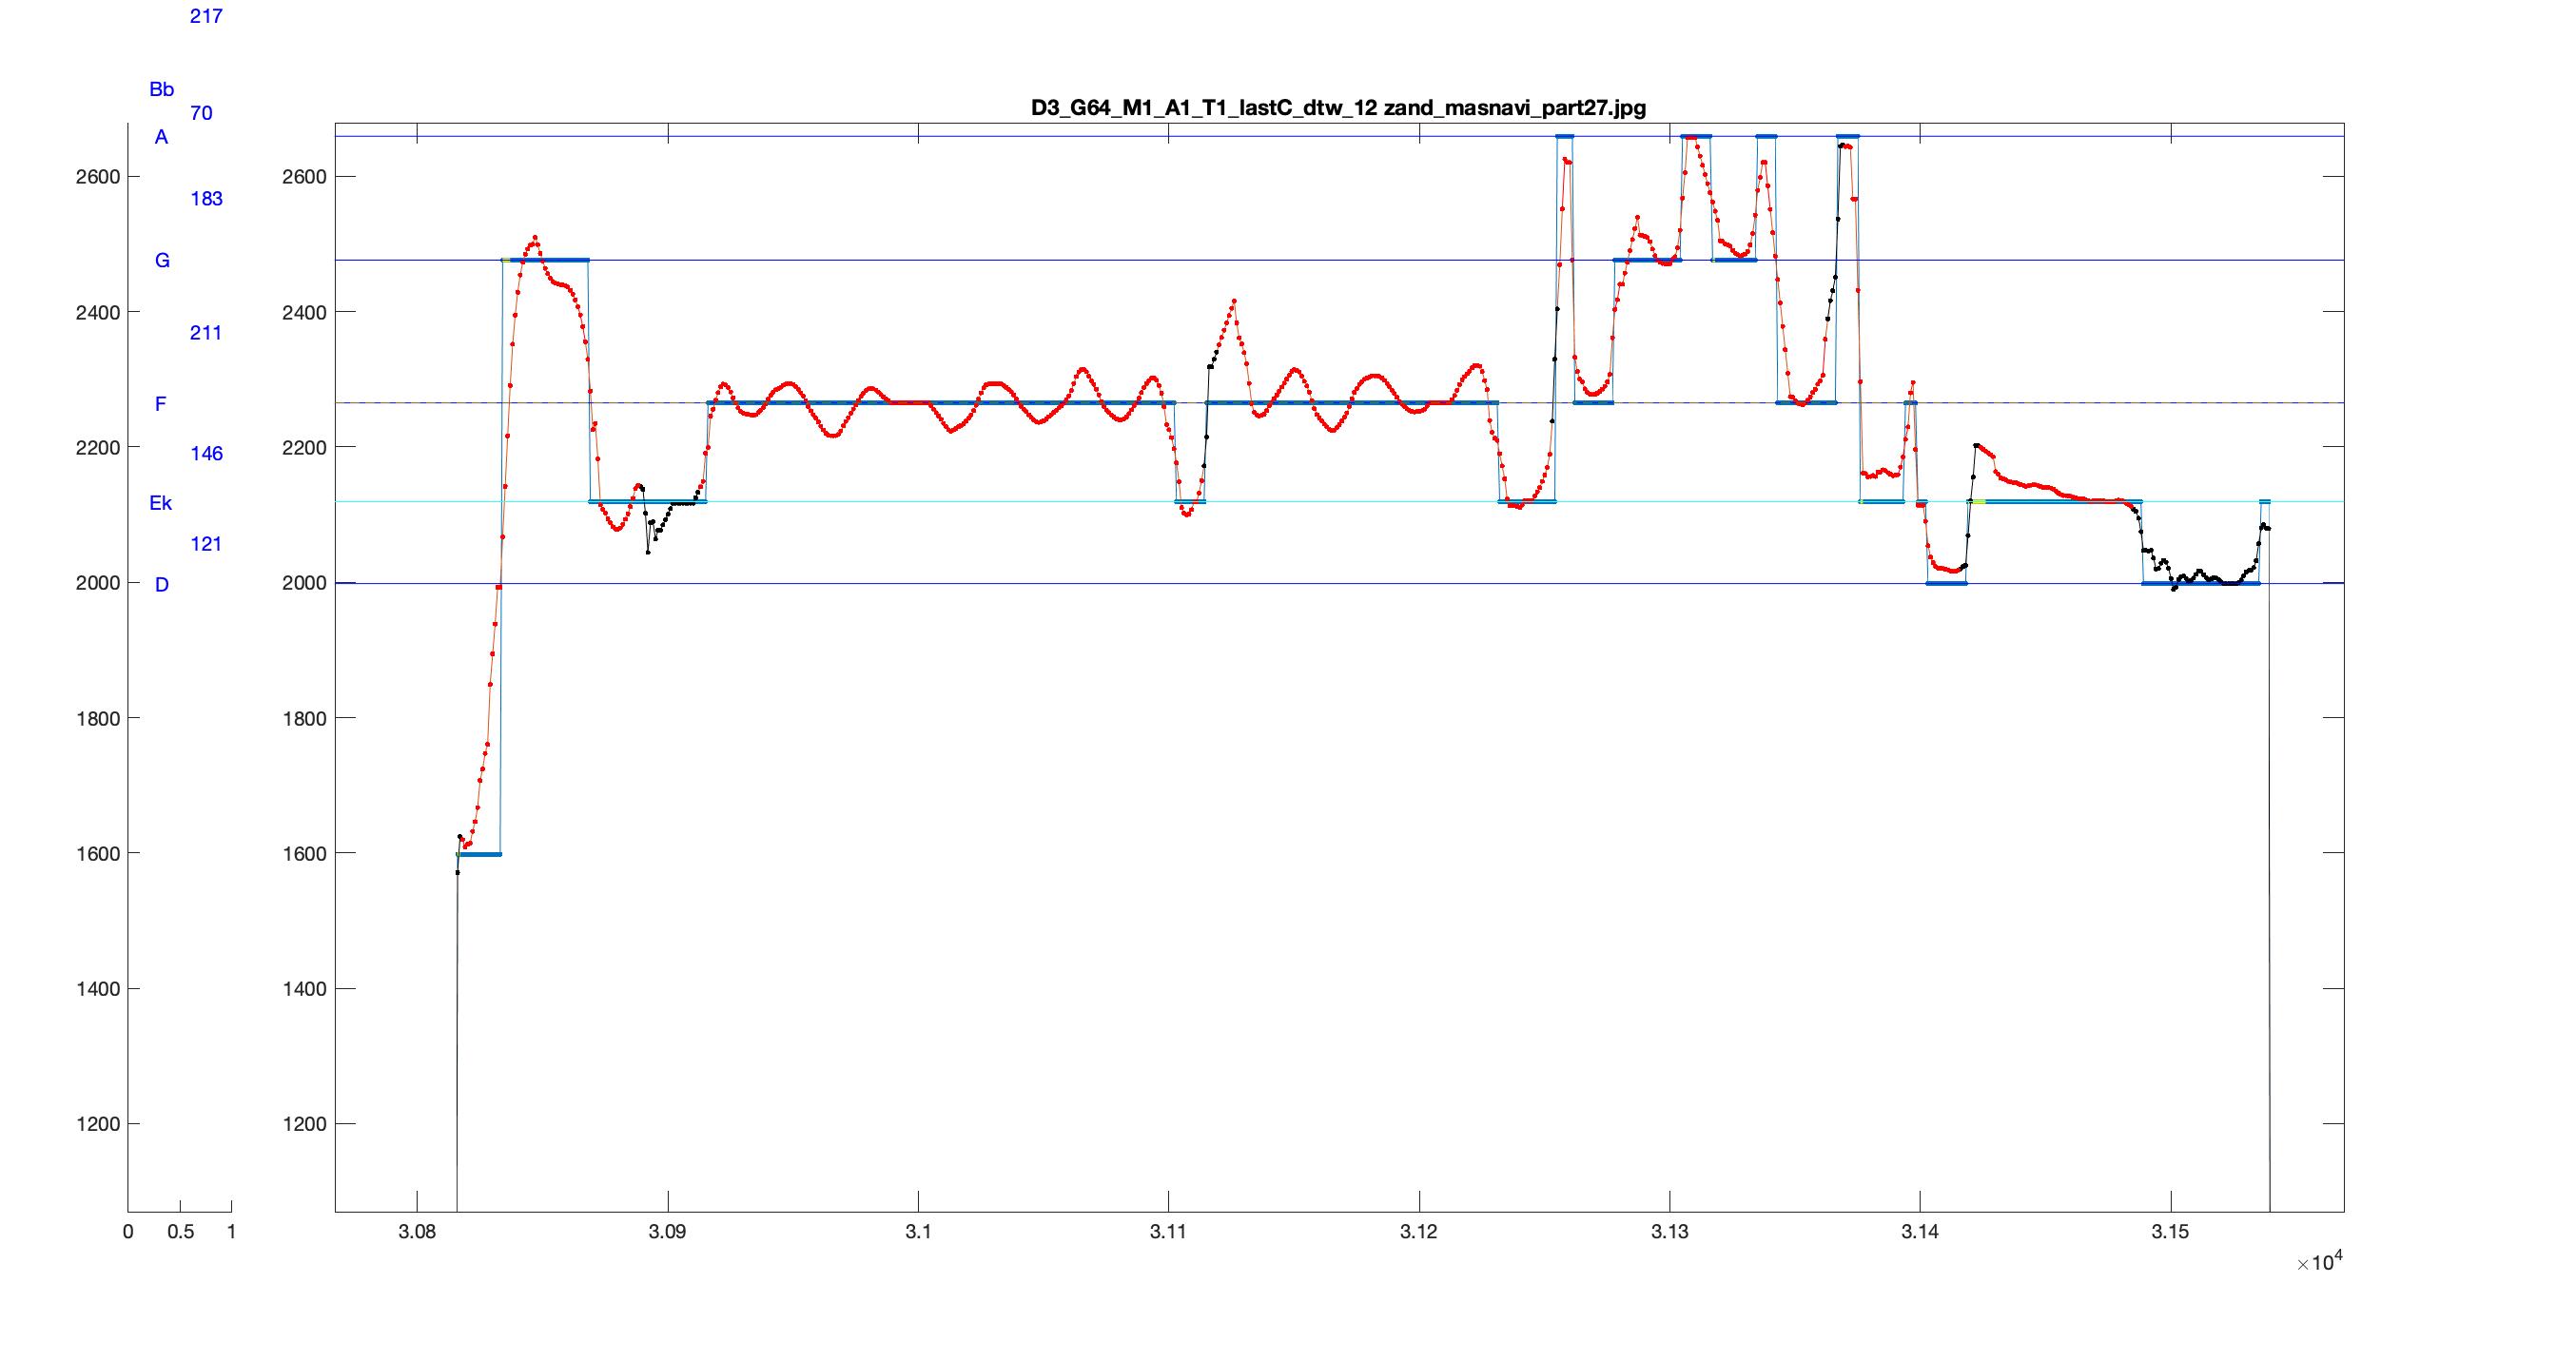 217
Bb
70
D3_G64_M1_A1_T1_lastC_dtw_12 zand_masnavi_part27.jpg
A
2600 2600
183
G
2400 2400
211
F
2200 2200
146
Ek
121
2000 D 2000
1800 1800
1600 1600
1400 1400
1200 1200
0 0.5 1 3.08 3.09 3.1 3.11 3.12 3.13 3.14 3.15
×10^4